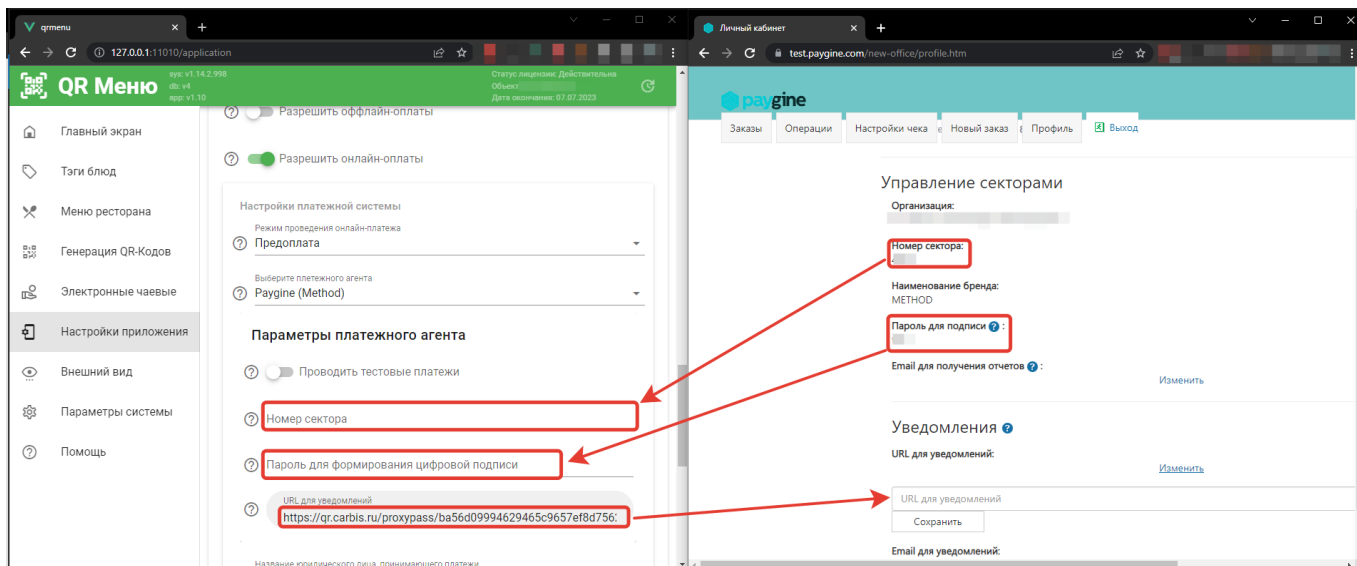 qrmenu
127.0.0.1:11010/application
QR Меню
sys: v1.14.2.998
db: v4
app: v1.10
Статус лицензии: Действительна
Объект
Дата окончания: 07.07.2023
Главный экран
Тэги блюд
Меню ресторана
Генерация QR-Кодов
Электронные чаевые
Настройки приложения
Внешний вид
Параметры системы
Помощь
Разрешить оффлайн-оплаты
Разрешить онлайн-оплаты
Настройки платежной системы
Режим проведения онлайн-платежа
Предоплата
Выберите плетежного агента
Paygine (Method)
Параметры платежного агента
Проводить тестовые платежи
Номер сектора
Пароль для формирования цифровой подписи
URL для уведомлений
https://qr.carbis.ru/proxypass/ba56d09994629465c9657ef8d756
Название юридического лица, принимающего платежи
Личный кабинет
test.paygine.com/new-office/profile.htm
paygine
Заказы
Операции
Настройки чека
Новый заказ
Профиль
Выход
Управление секторами
Организация:
Номер сектора:
Наименование бренда:
METHOD
Пароль для подписи ? :
Email для получения отчетов ? :
Изменить
Уведомления ?
URL для уведомлений:
Изменить
URL для уведомлений
Сохранить
Email для уведомлений: